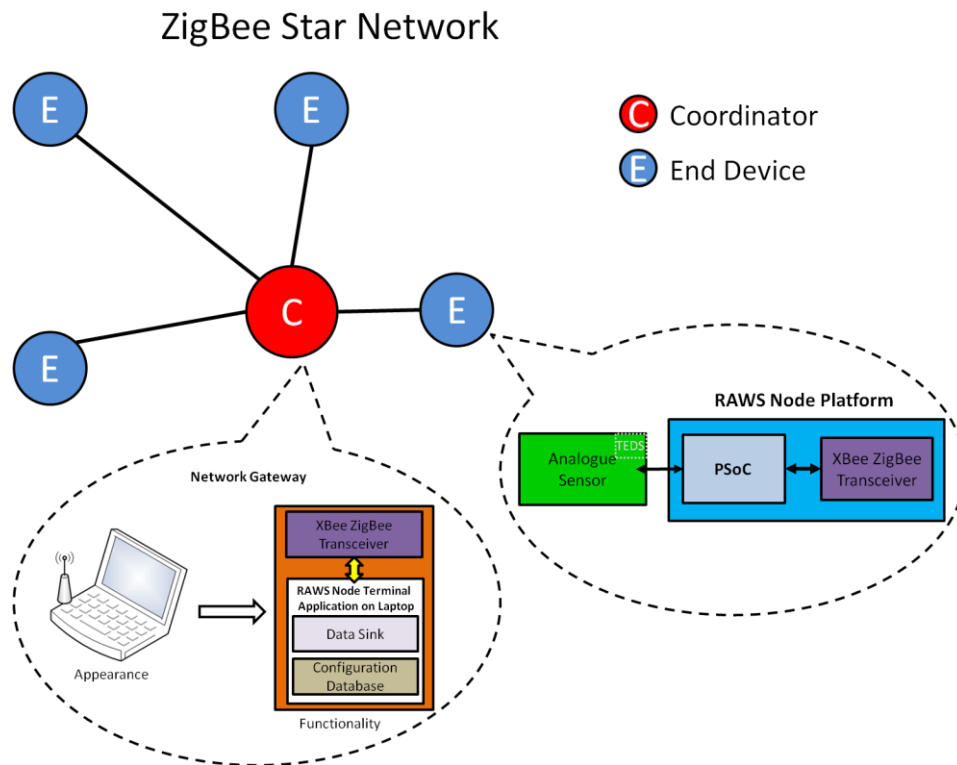 ZigBee Star Network
E
E
C Coordinator
E End Device
C
E
E
RAWS Node Platform
TEDS
Analogue
Sensor
PSoC
XBee ZigBee
Transceiver
Network Gateway
XBee ZigBee
Transceiver
RAWS Node Terminal
Application on Laptop
Data Sink
Configuration
Database
Appearance
Functionality